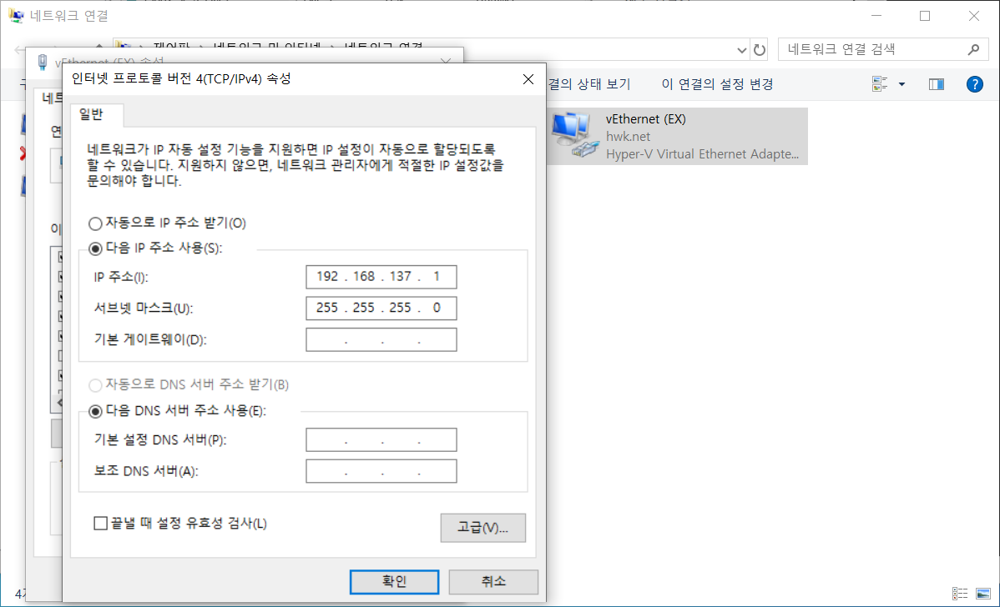 네트워크 연결
네트워크 연결 검색
vEthernet (EX) 속성
인터넷 프로토콜 버전 4(TCP/IPv4) 속성
결의 상태 보기
이 연결의 설정 변경
일반
vEthernet (EX)
hwk.net
Hyper-V Virtual Ethernet Adapte...
네트워크가 IP 자동 설정 기능을 지원하면 IP 설정이 자동으로 할당되도록
할 수 있습니다. 지원하지 않으면, 네트워크 관리자에게 적절한 IP 설정값을
문의해야 합니다.
자동으로 IP 주소 받기(O)
다음 IP 주소 사용(S):
IP 주소(I): 192 . 168 . 137 . 1
서브넷 마스크(U): 255 . 255 . 255 . 0
기본 게이트웨이(D): . . .
자동으로 DNS 서버 주소 받기(B)
다음 DNS 서버 주소 사용(E):
기본 설정 DNS 서버(P): . . .
보조 DNS 서버(A): . . .
끝낼 때 설정 유효성 검사(L)
고급(V)...
확인
취소